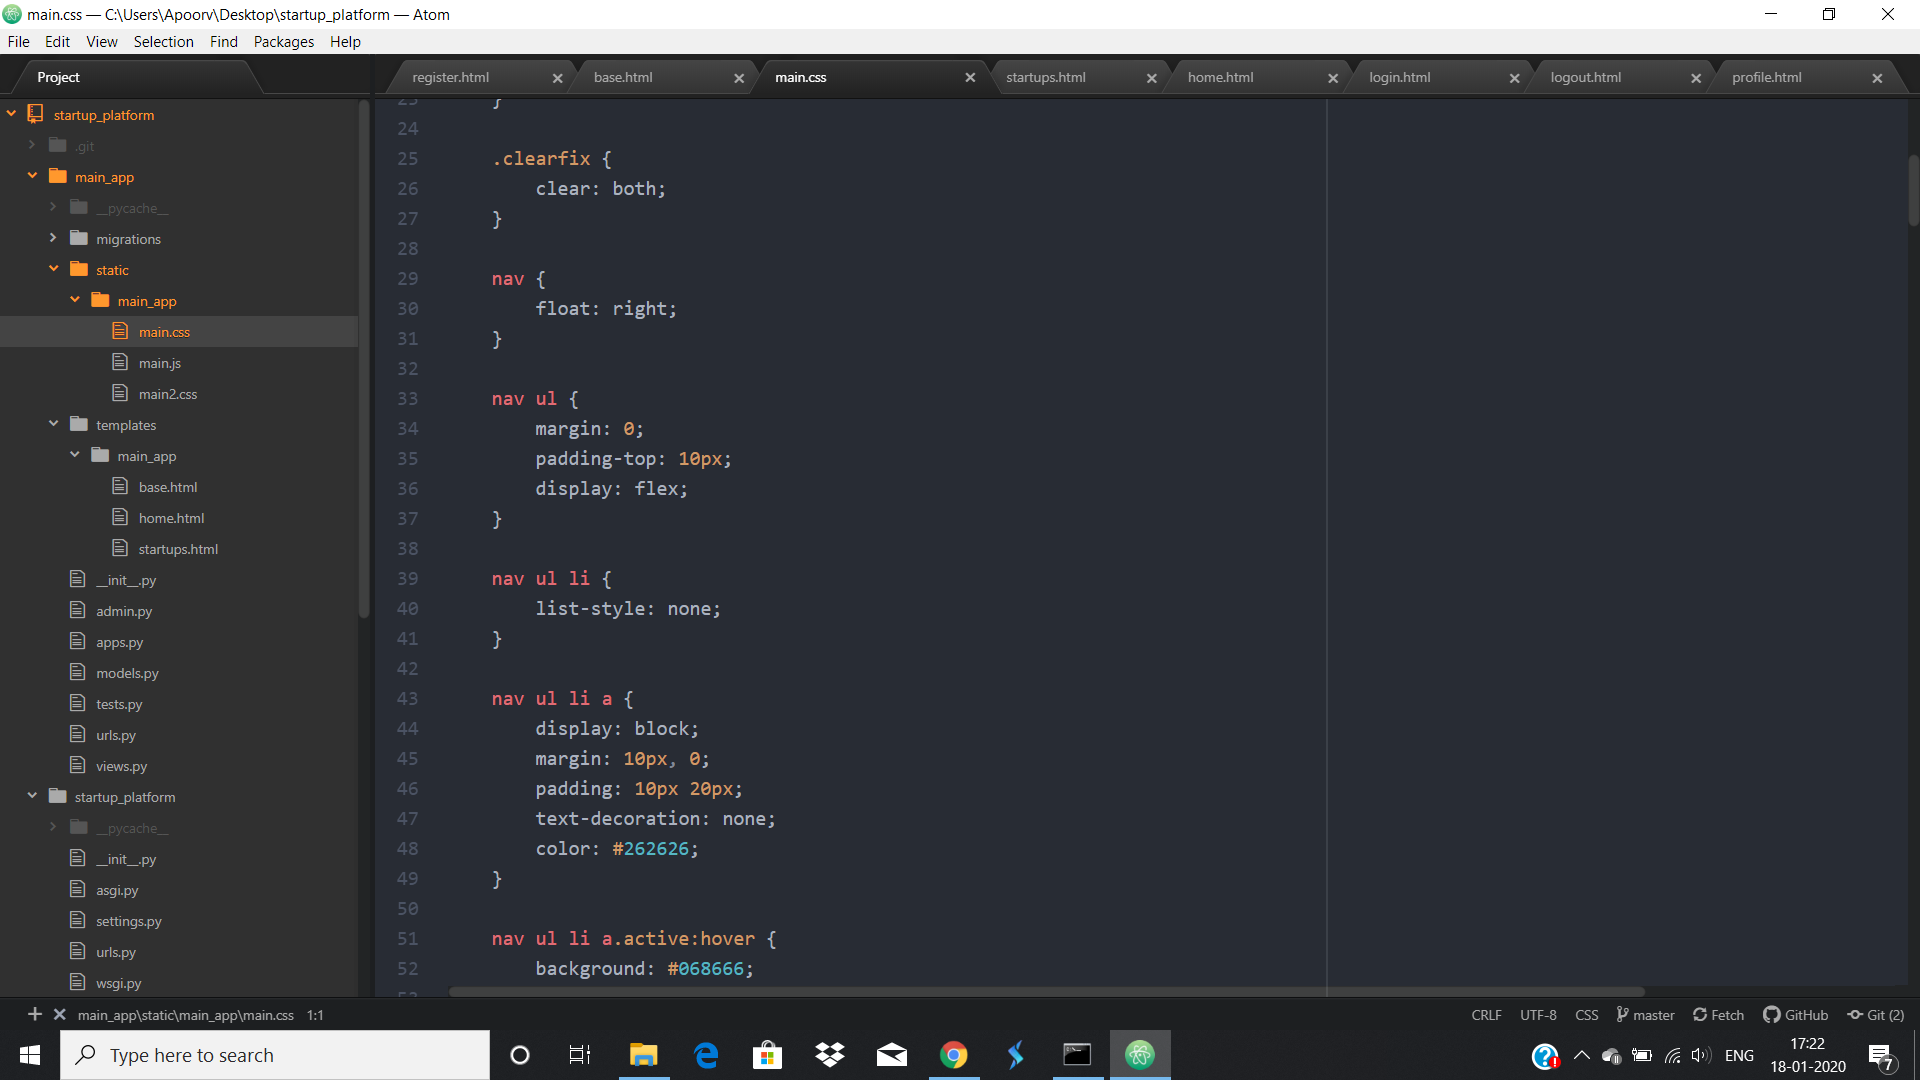 main.css — C:\Users\Apoorv\Desktop\startup_platform — Atom
File Edit View Selection Find Packages Help
Project
register.html
base.html
main.css
startups.html
home.html
login.html
logout.html
profile.html
startup_platform
.git
main_app
__pycache__
migrations
static
main_app
main.css
main.js
main2.css
templates
main_app
base.html
home.html
startups.html
__init__.py
admin.py
apps.py
models.py
tests.py
urls.py
views.py
startup_platform
__pycache__
__init__.py
asgi.py
settings.py
urls.py
wsgi.py
23 }
24
25 .clearfix {
26 clear: both;
27 }
28
29 nav {
30 float: right;
31 }
32
33 nav ul {
34 margin: 0;
35 padding-top: 10px;
36 display: flex;
37 }
38
39 nav ul li {
40 list-style: none;
41 }
42
43 nav ul li a {
44 display: block;
45 margin: 10px, 0;
46 padding: 10px 20px;
47 text-decoration: none;
48 color: #262626;
49 }
50
51 nav ul li a.active:hover {
52 background: #068666;
53
main_app\static\main_app\main.css 1:1
CRLF UTF-8 CSS master Fetch GitHub Git (2)
Type here to search
ENG
17:22
18-01-2020
7